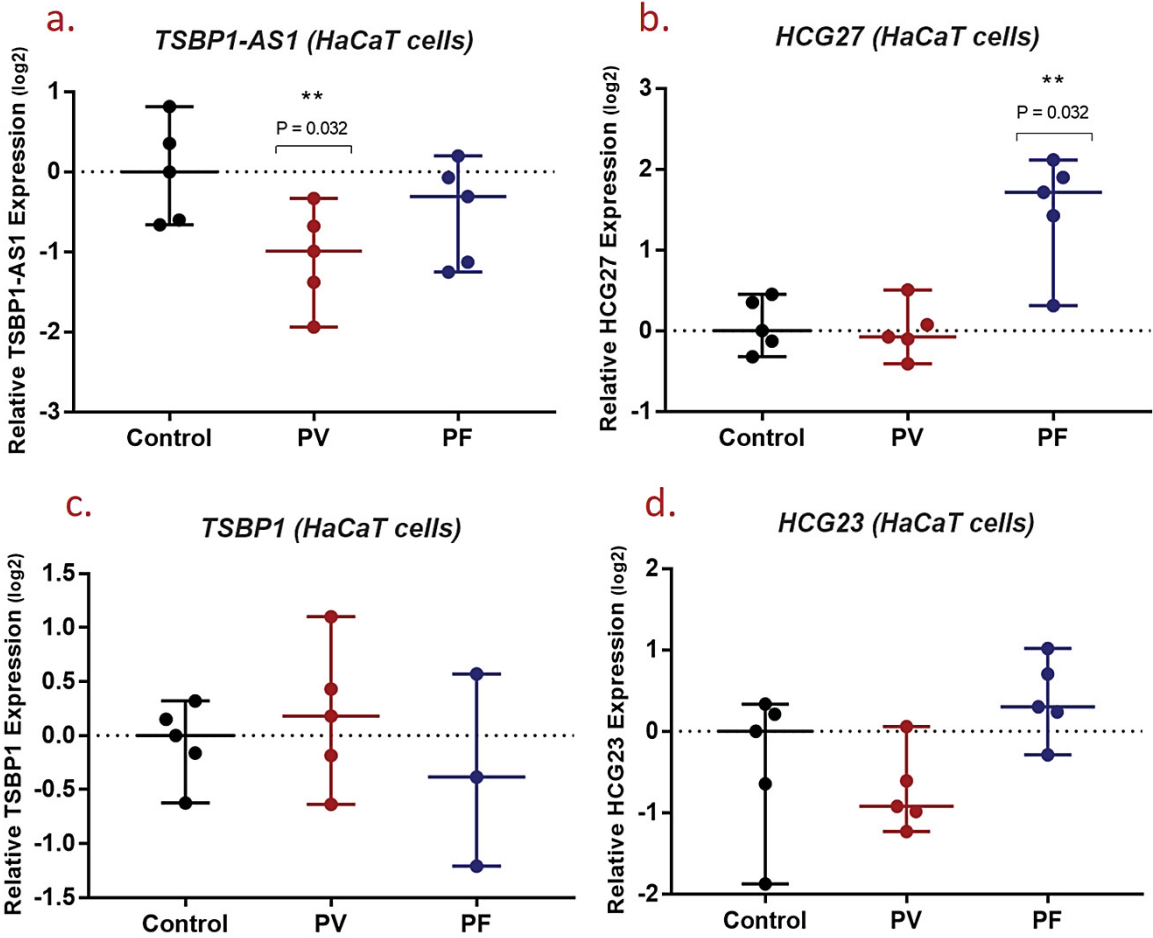 a.
TSBP1-AS1 (HaCaT cells)
Relative TSBP1-AS1 Expression (log2)
1
0
-1
-2
-3
**
P = 0.032
Control
PV
PF
b.
HCG27 (HaCaT cells)
Relative HCG27 Expression (log2)
3
2
1
0
-1
**
P = 0.032
Control
PV
PF
c.
TSBP1 (HaCaT cells)
Relative TSBP1 Expression (log2)
1.5
1.0
0.5
0.0
-0.5
-1.0
-1.5
Control
PV
PF
d.
HCG23 (HaCaT cells)
Relative HCG23 Expression (log2)
2
1
0
-1
-2
Control
PV
PF